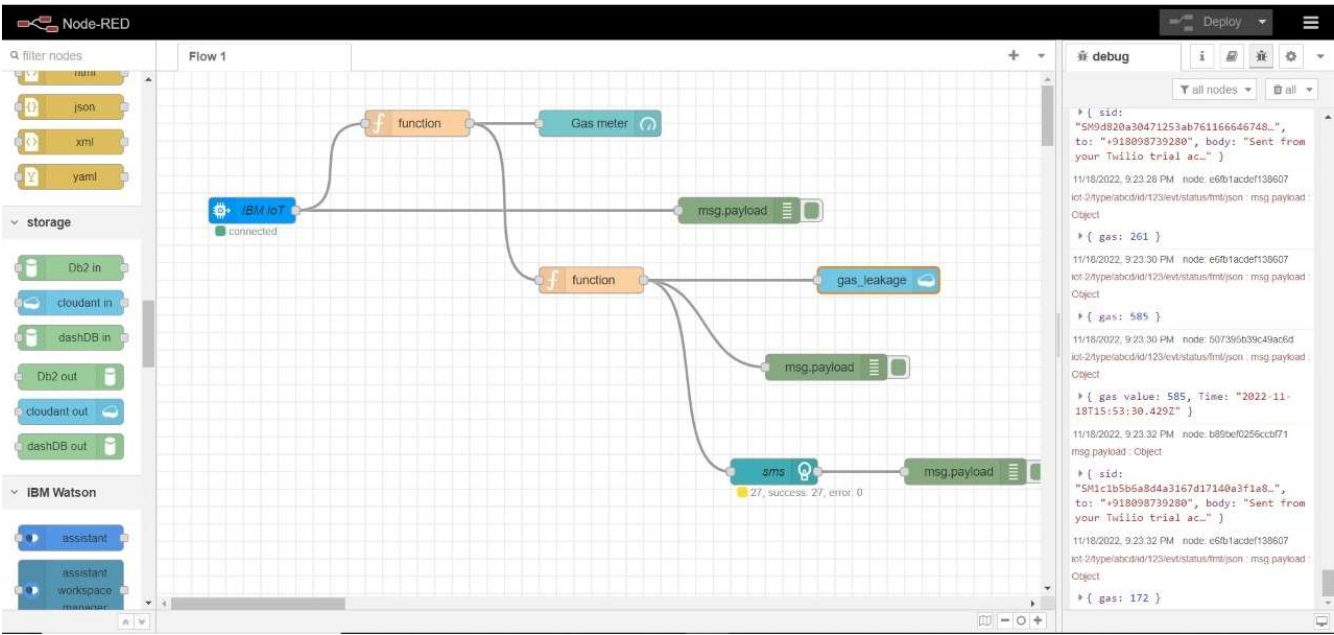 Node-RED
Deploy
filter nodes
Flow 1
debug
i
all nodes
all
html
json
xml
yaml
storage
Db2 in
cloudant in
dashDB in
Db2 out
cloudant out
dashDB out
IBM Watson
assistant
assistant
workspace
manager
function
Gas meter
IBM IoT
connected
msg.payload
function
gas_leakage
msg.payload
sms
27, success: 27, error: 0
msg.payload
{ sid:
"SM9d820a30471253ab761166646748…",
to: "+918098739280", body: "Sent from
your Twilio trial ac…" }
11/18/2022, 9:23:28 PM node: e6fb1acdef138607
iot-2/type/abcd/id/123/evt/status/fmt/json : msg.payload :
Object
{ gas: 261 }
11/18/2022, 9:23:30 PM node: e6fb1acdef138607
iot-2/type/abcd/id/123/evt/status/fmt/json : msg.payload :
Object
{ gas: 585 }
11/18/2022, 9:23:30 PM node: 507395b39c49ac6d
iot-2/type/abcd/id/123/evt/status/fmt/json : msg.payload :
Object
{ gas value: 585, Time: "2022-11-
18T15:53:30.429Z" }
11/18/2022, 9:23:32 PM node: b89bef0256ccbf71
msg.payload : Object
{ sid:
"SM1c1b5b6a8d4a3167d17140a3f1a8…",
to: "+918098739280", body: "Sent from
your Twilio trial ac…" }
11/18/2022, 9:23:32 PM node: e6fb1acdef138607
iot-2/type/abcd/id/123/evt/status/fmt/json : msg.payload :
Object
{ gas: 172 }